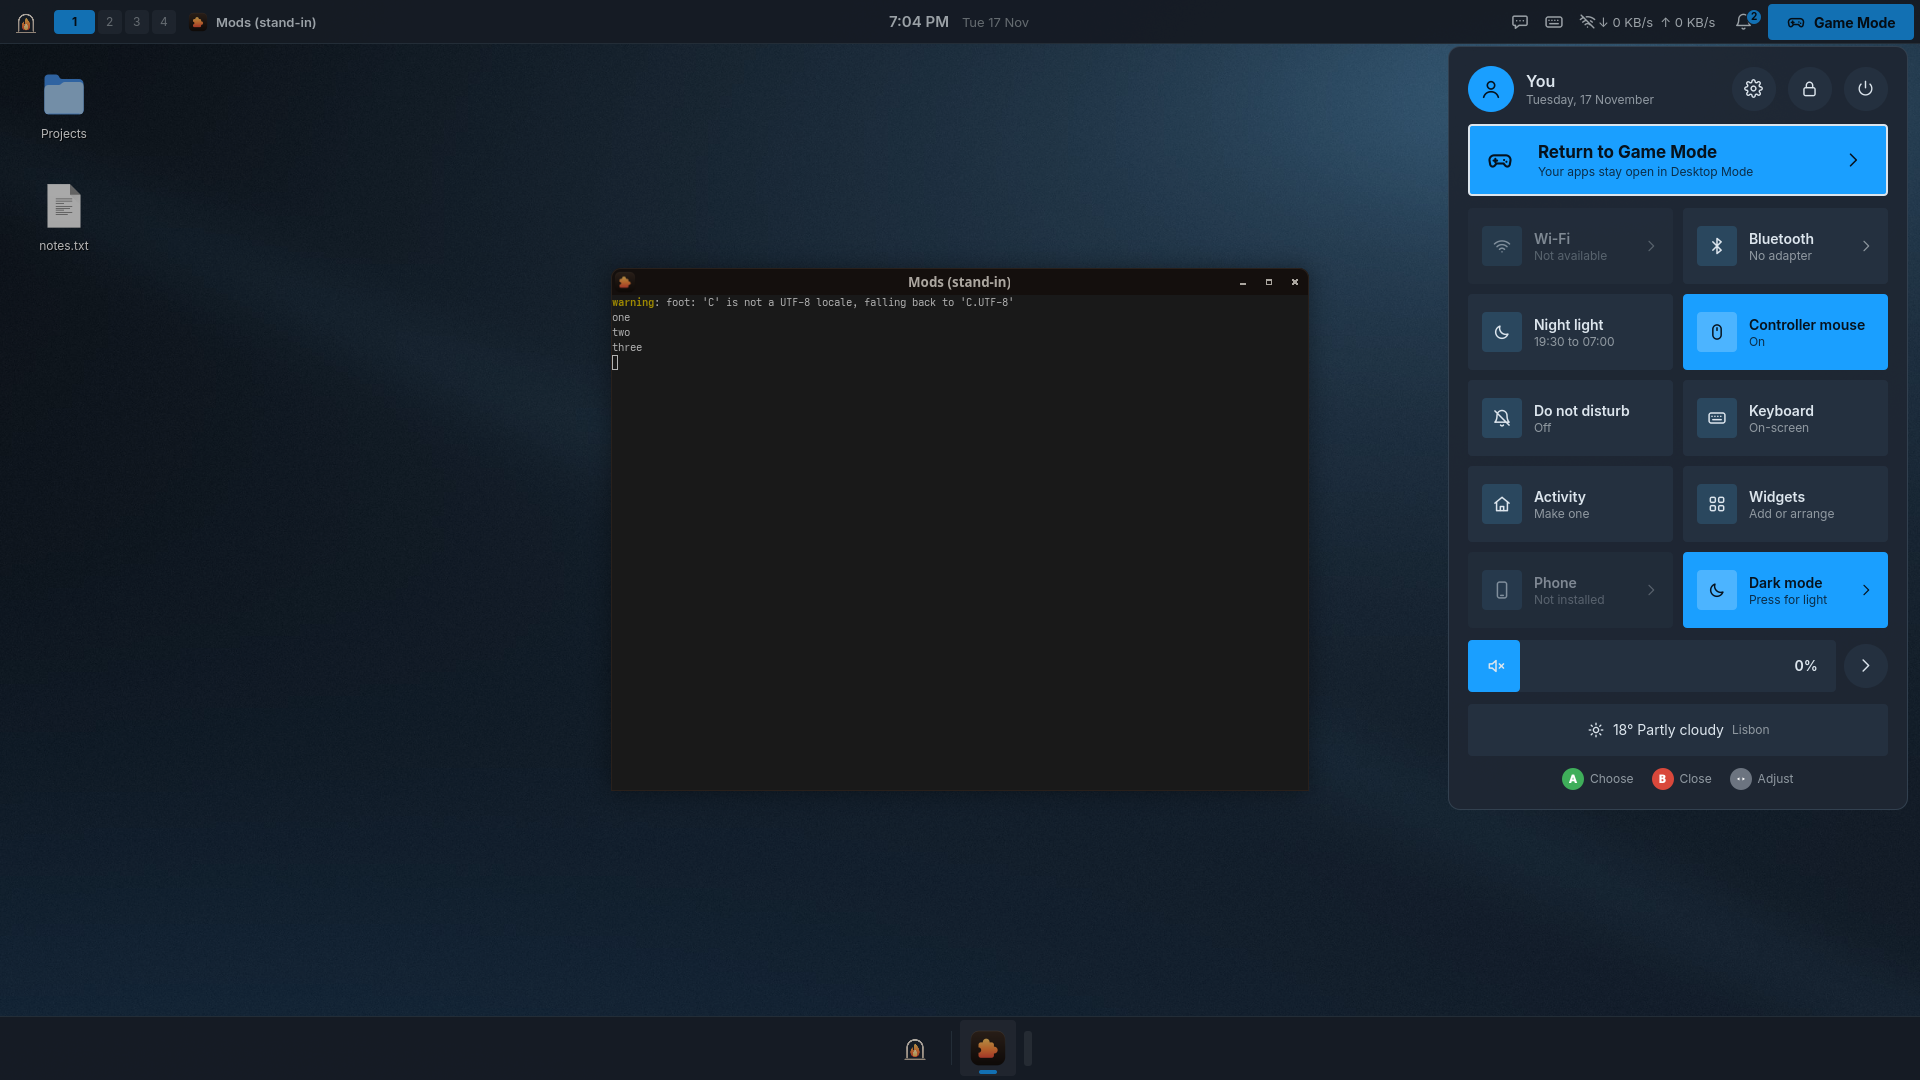 1 2 3 4 Mods (stand-in)
7:04 PM Tue 17 Nov
↓ 0 KB/s ↑ 0 KB/s 2 Game Mode
Projects
notes.txt
Mods (stand-in)
warning: foot: 'C' is not a UTF-8 locale, falling back to 'C.UTF-8'
one
two
three
You
Tuesday, 17 November
Return to Game Mode
Your apps stay open in Desktop Mode
Wi-Fi
Not available
Bluetooth
No adapter
Night light
19:30 to 07:00
Controller mouse
On
Do not disturb
Off
Keyboard
On-screen
Activity
Make one
Widgets
Add or arrange
Phone
Not installed
Dark mode
Press for light
0%
18° Partly cloudy Lisbon
A Choose B Close Adjust